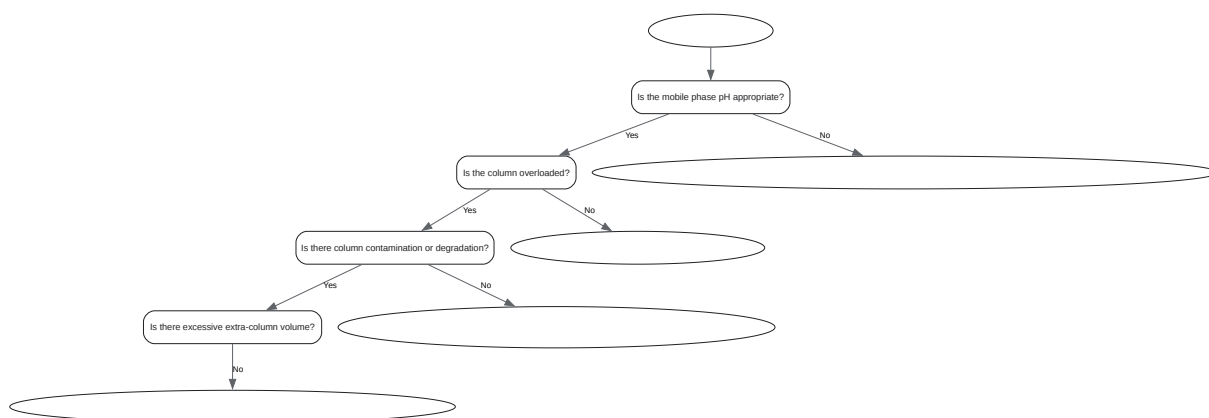 Is the mobile phase pH appropriate?
Yes
No
Is the column overloaded?
Yes
No
Is there column contamination or degradation?
Yes
No
Is there excessive extra-column volume?
No